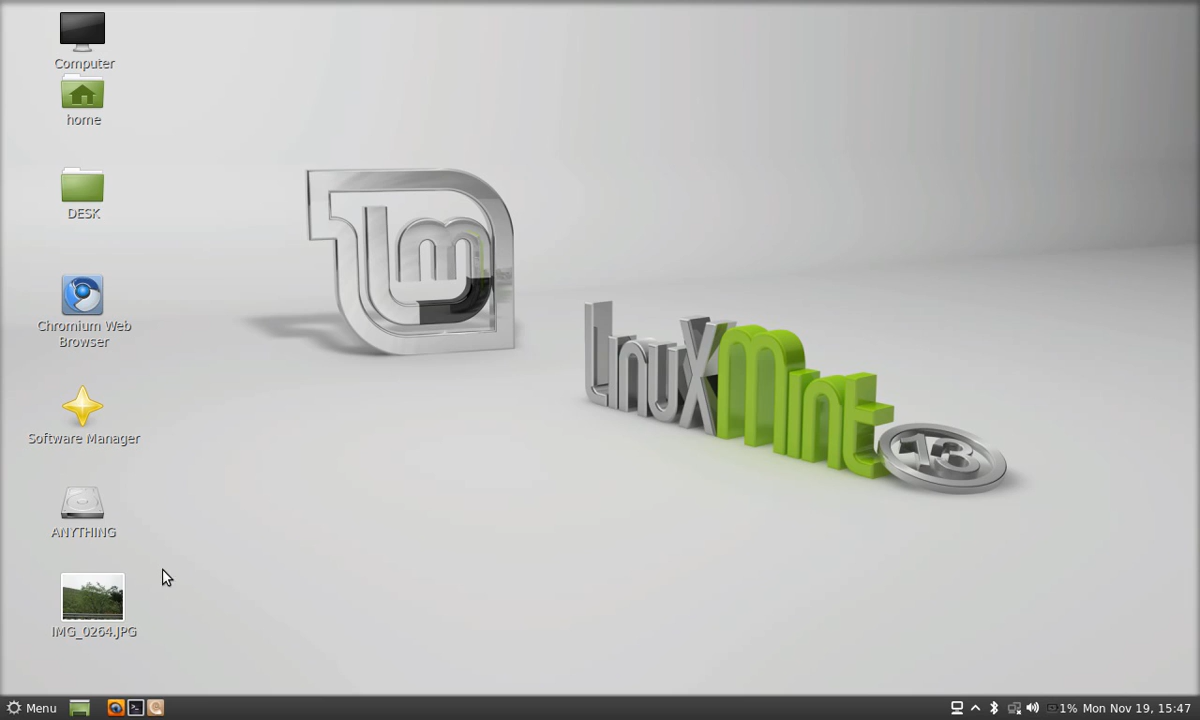 Computer
home
DESK
Chromium Web
Browser
Software Manager
ANYTHING
IMG_0264.JPG
lm
LinuxMint
13
Menu
1% Mon Nov 19, 15:47